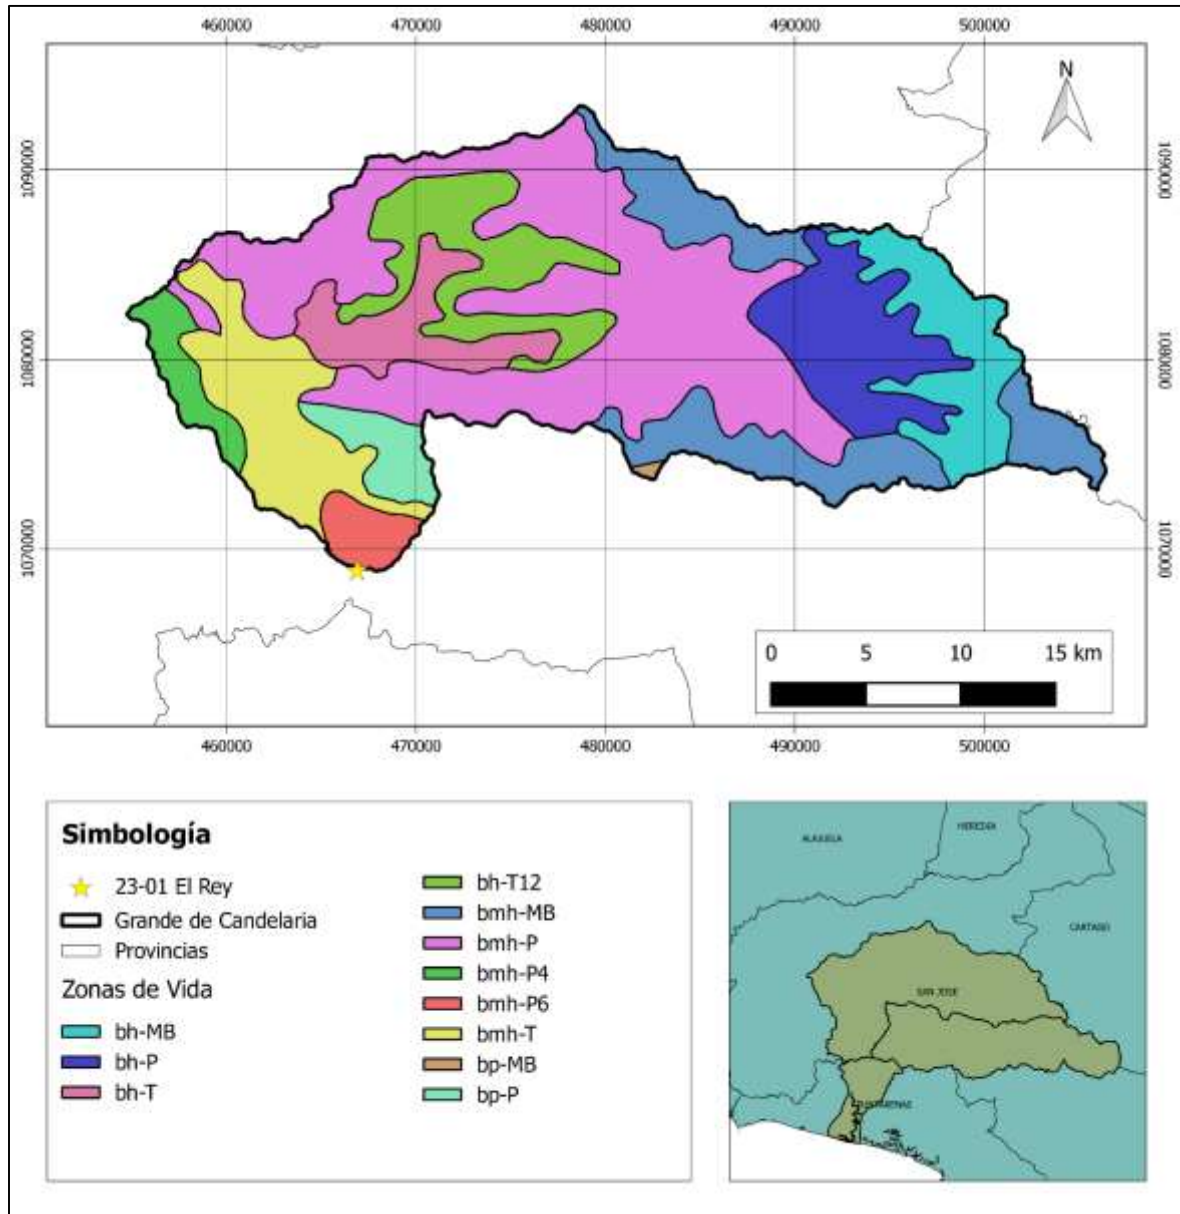 460000 470000 480000 490000 500000
N
1090000 1090000
1080000 1080000
1070000 1070000
0 5 10 15 km
460000 470000 480000 490000 500000
Simbología
23-01 El Rey
Grande de Candelaria
Provincias
Zonas de Vida
bh-MB
bh-P
bh-T
bh-T12
bmh-MB
bmh-P
bmh-P4
bmh-P6
bmh-T
bp-MB
bp-P
ALAJUELA
HEREDIA
CARTAGO
SAN JOSE